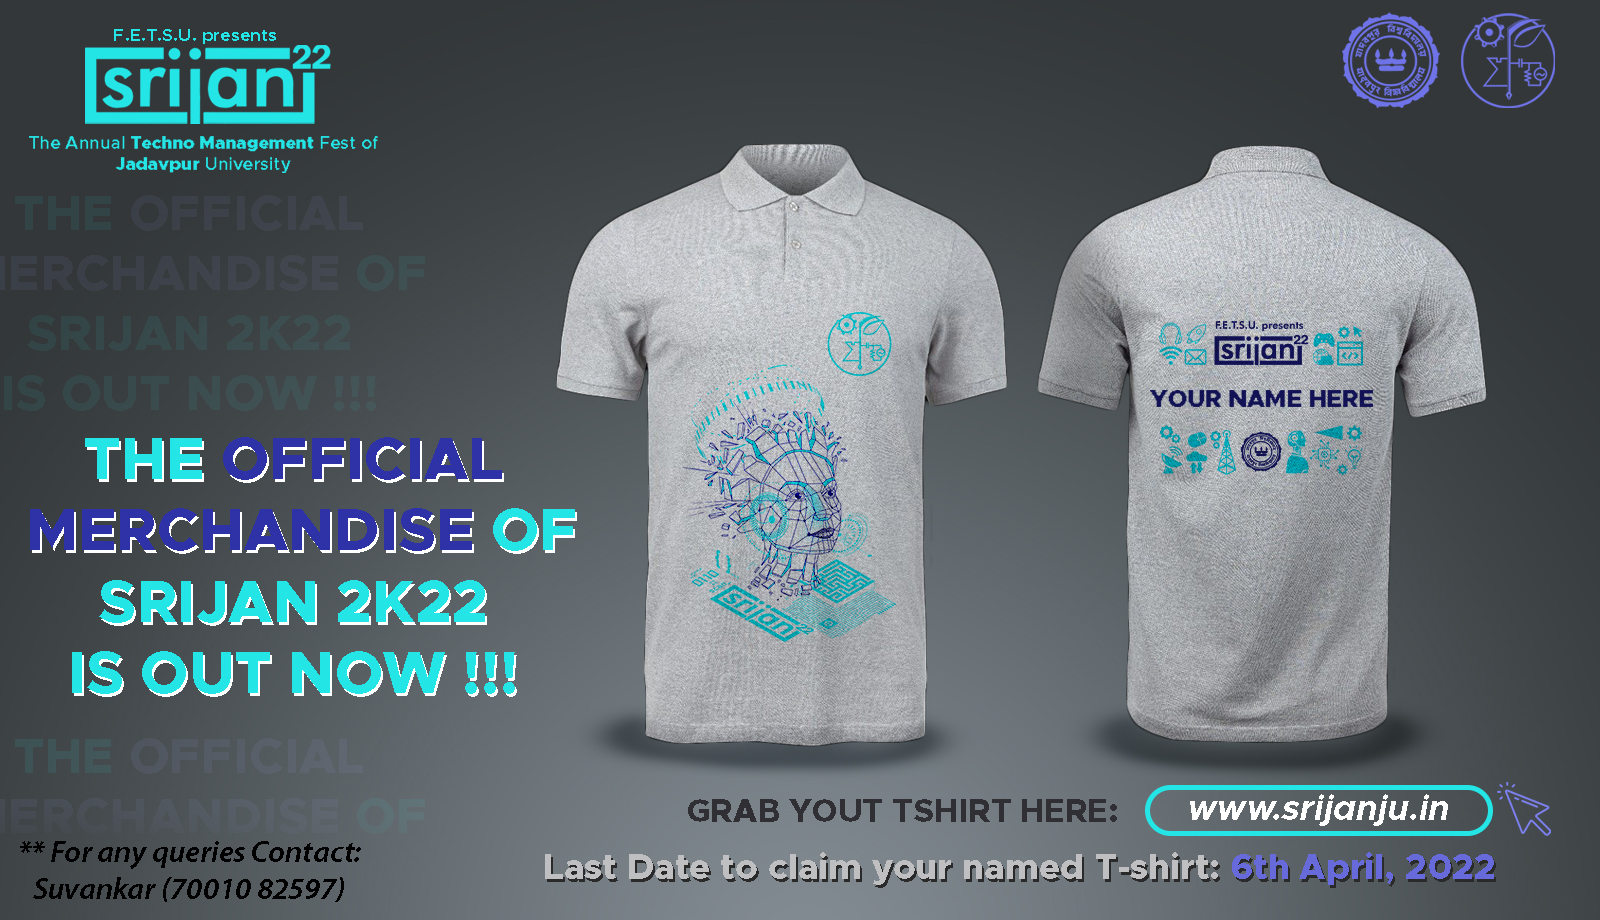 F.E.T.S.U. presents
srijan 22
The Annual Techno Management Fest of
Jadavpur University
THE OFFICIAL
MERCHANDISE OF
SRIJAN 2K22
IS OUT NOW !!!
THE OFFICIAL
MERCHANDISE OF
SRIJAN 2K22
IS OUT NOW !!!
THE OFFICIAL
MERCHANDISE OF
** For any queries Contact:
Suvankar (70010 82597)
srijan 22
F.E.T.S.U. presents
srijan 22
YOUR NAME HERE
GRAB YOUT TSHIRT HERE:
www.srijanju.in
Last Date to claim your named T-shirt: 6th April, 2022